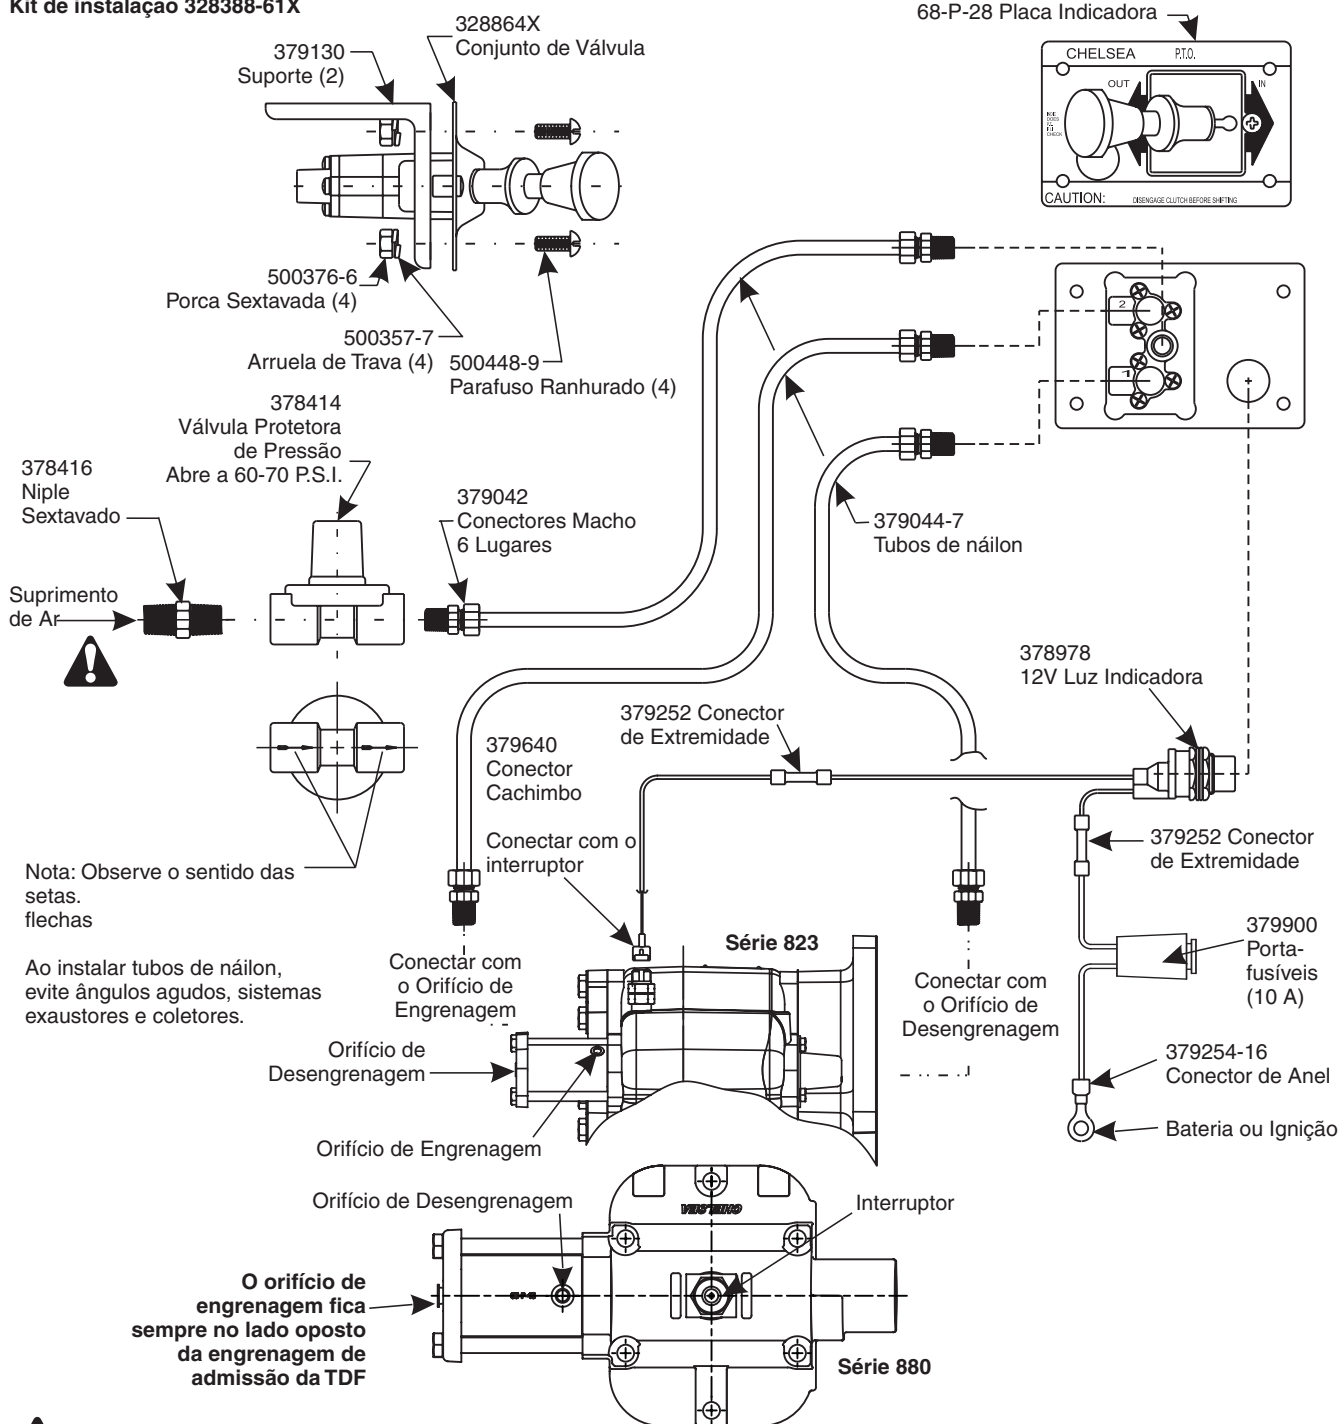 Kit de instalação 328388-61X
68-P-28 Placa Indicadora
328864X
Conjunto de Válvula
379130
Suporte (2)
CHELSEA P.T.O.
OUT
IN
CAUTION: DISENGAGE CLUTCH BEFORE SHIFTING
500376-6
Porca Sextavada (4)
500357-7
Arruela de Trava (4)
500448-9
Parafuso Ranhurado (4)
2
1
378414
Válvula Protetora
de Pressão
Abre a 60-70 P.S.I.
378416
Niple
Sextavado
379042
Conectores Macho
6 Lugares
379044-7
Tubos de náilon
Suprimento
de Ar
378978
12V Luz Indicadora
379252 Conector
de Extremidade
379640
Conector
Cachimbo
Conectar com o
interruptor
379252 Conector
de Extremidade
Nota: Observe o sentido das
setas.
flechas
379900
Porta-
fusíveis
(10 A)
Série 823
Conectar com
o Orifício de
Engrenagem
Conectar com
o Orifício de
Desengrenagem
Ao instalar tubos de náilon,
evite ângulos agudos, sistemas
exaustores e coletores.
Orifício de
Desengrenagem
379254-16
Conector de Anel
Bateria ou Ignição
Orifício de Engrenagem
Orifício de Desengrenagem
CHELSEA
Interruptor
O orifício de
engrenagem fica
sempre no lado oposto
da engrenagem de
admissão da TDF
Série 880